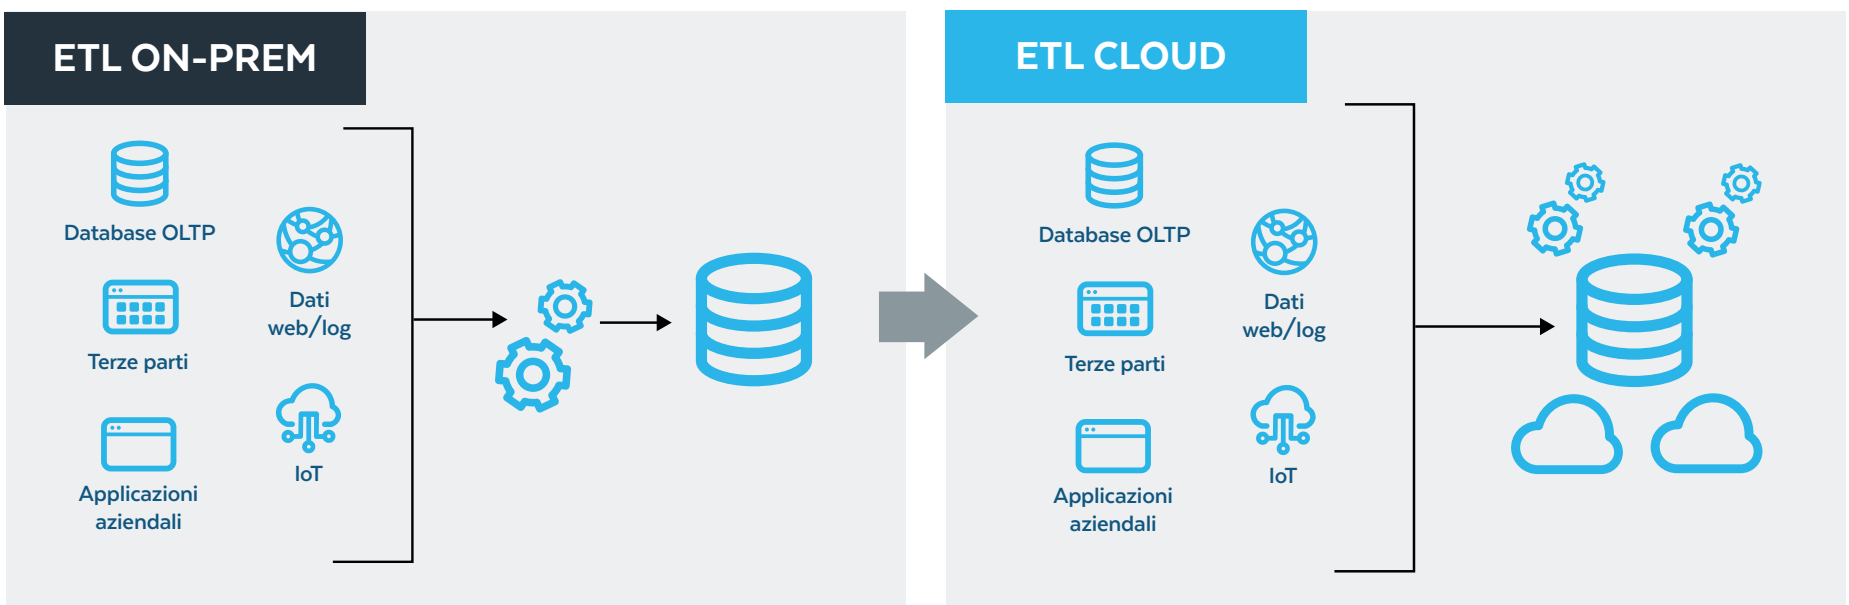 ETL ON-PREM
Database OLTP
Dati
web/log
Terze parti
IoT
Applicazioni
aziendali
ETL CLOUD
Database OLTP
Dati
web/log
Terze parti
IoT
Applicazioni
aziendali